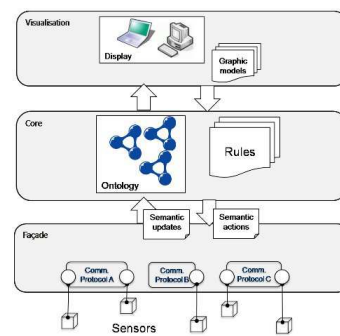 Visualisation
Display
Graphic
models
Core
Ontology
Rules
Semantic
updates
Semantic
actions
Façade
Comm.
Protocol A
Comm.
Protocol B
Comm.
Protocol C
Sensors